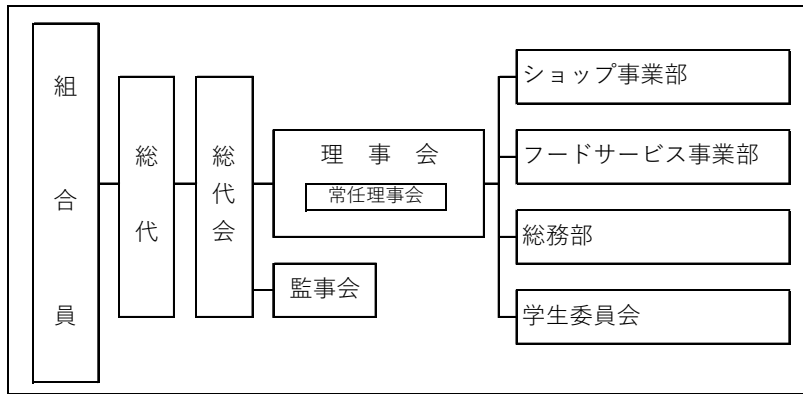 組合員
総代
総代会
理事会
常任理事会
監事会
ショップ事業部
フードサービス事業部
総務部
学生委員会